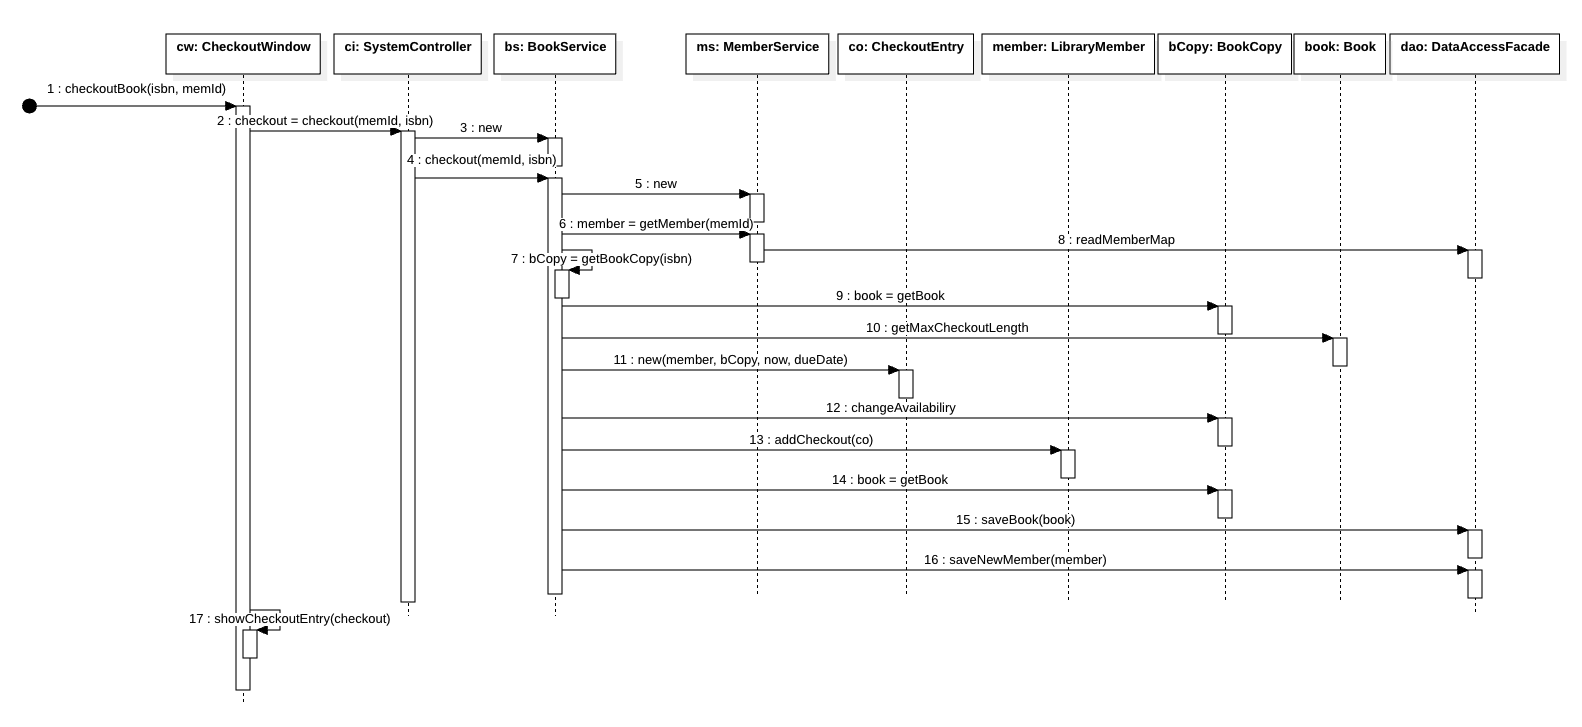 cw: CheckoutWindow
ci: SystemController
bs: BookService
ms: MemberService
co: CheckoutEntry
member: LibraryMember
bCopy: BookCopy
book: Book
dao: DataAccessFacade
1 : checkoutBook(isbn, memId)
2 : checkout = checkout(memId, isbn)
3 : new
4 : checkout(memId, isbn)
5 : new
6 : member = getMember(memId)
8 : readMemberMap
7 : bCopy = getBookCopy(isbn)
9 : book = getBook
10 : getMaxCheckoutLength
11 : new(member, bCopy, now, dueDate)
12 : changeAvailabiliry
13 : addCheckout(co)
14 : book = getBook
15 : saveBook(book)
16 : saveNewMember(member)
17 : showCheckoutEntry(checkout)